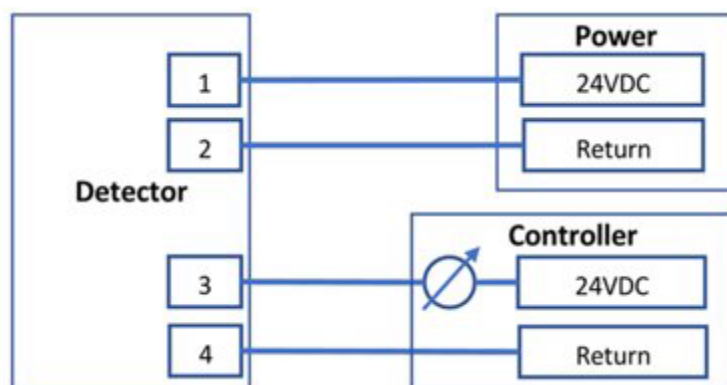 Power
1
24VDC
2
Return
Detector
Controller
3
24VDC
4
Return